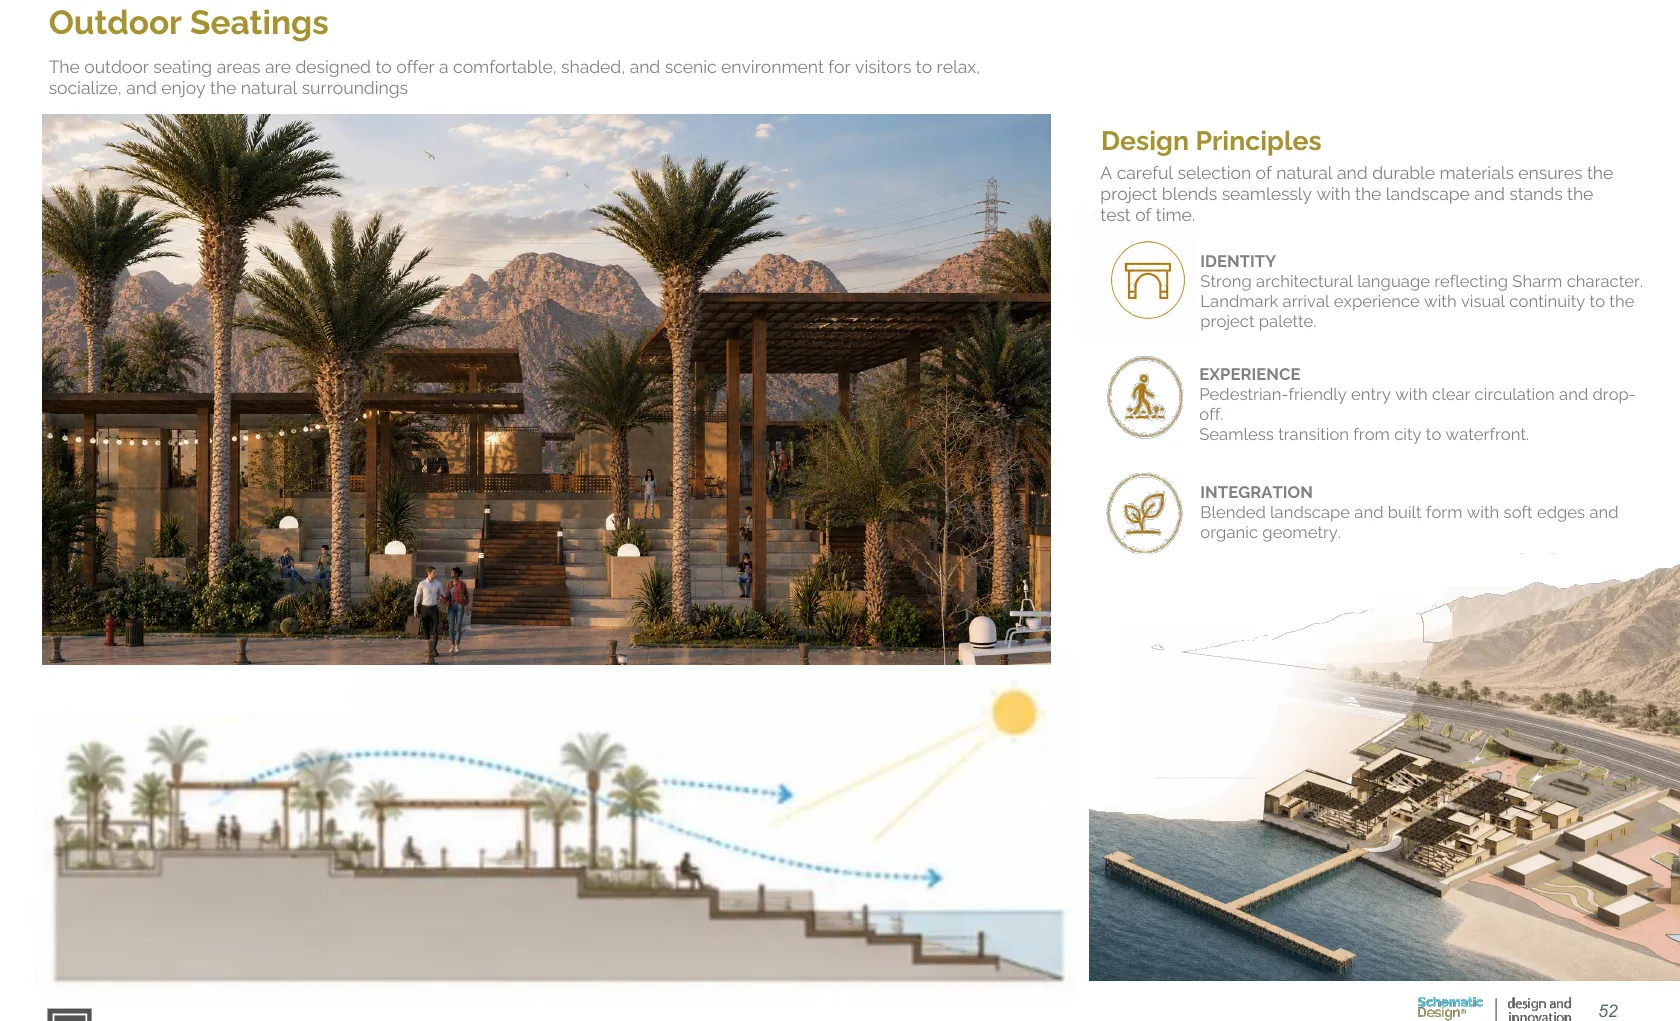 Outdoor Seatings
The outdoor seating areas are designed to offer a comfortable, shaded, and scenic environment for visitors to relax,
socialize, and enjoy the natural surroundings
Design Principles
A careful selection of natural and durable materials ensures the
project blends seamlessly with the landscape and stands the
test of time.
IDENTITY
Strong architectural language reflecting Sharm character.
Landmark arrival experience with visual continuity to the
project palette.
EXPERIENCE
Pedestrian-friendly entry with clear circulation and drop-
off.
Seamless transition from city to waterfront.
INTEGRATION
Blended landscape and built form with soft edges and
organic geometry.
Schematic
Design®
design and
innovation
52